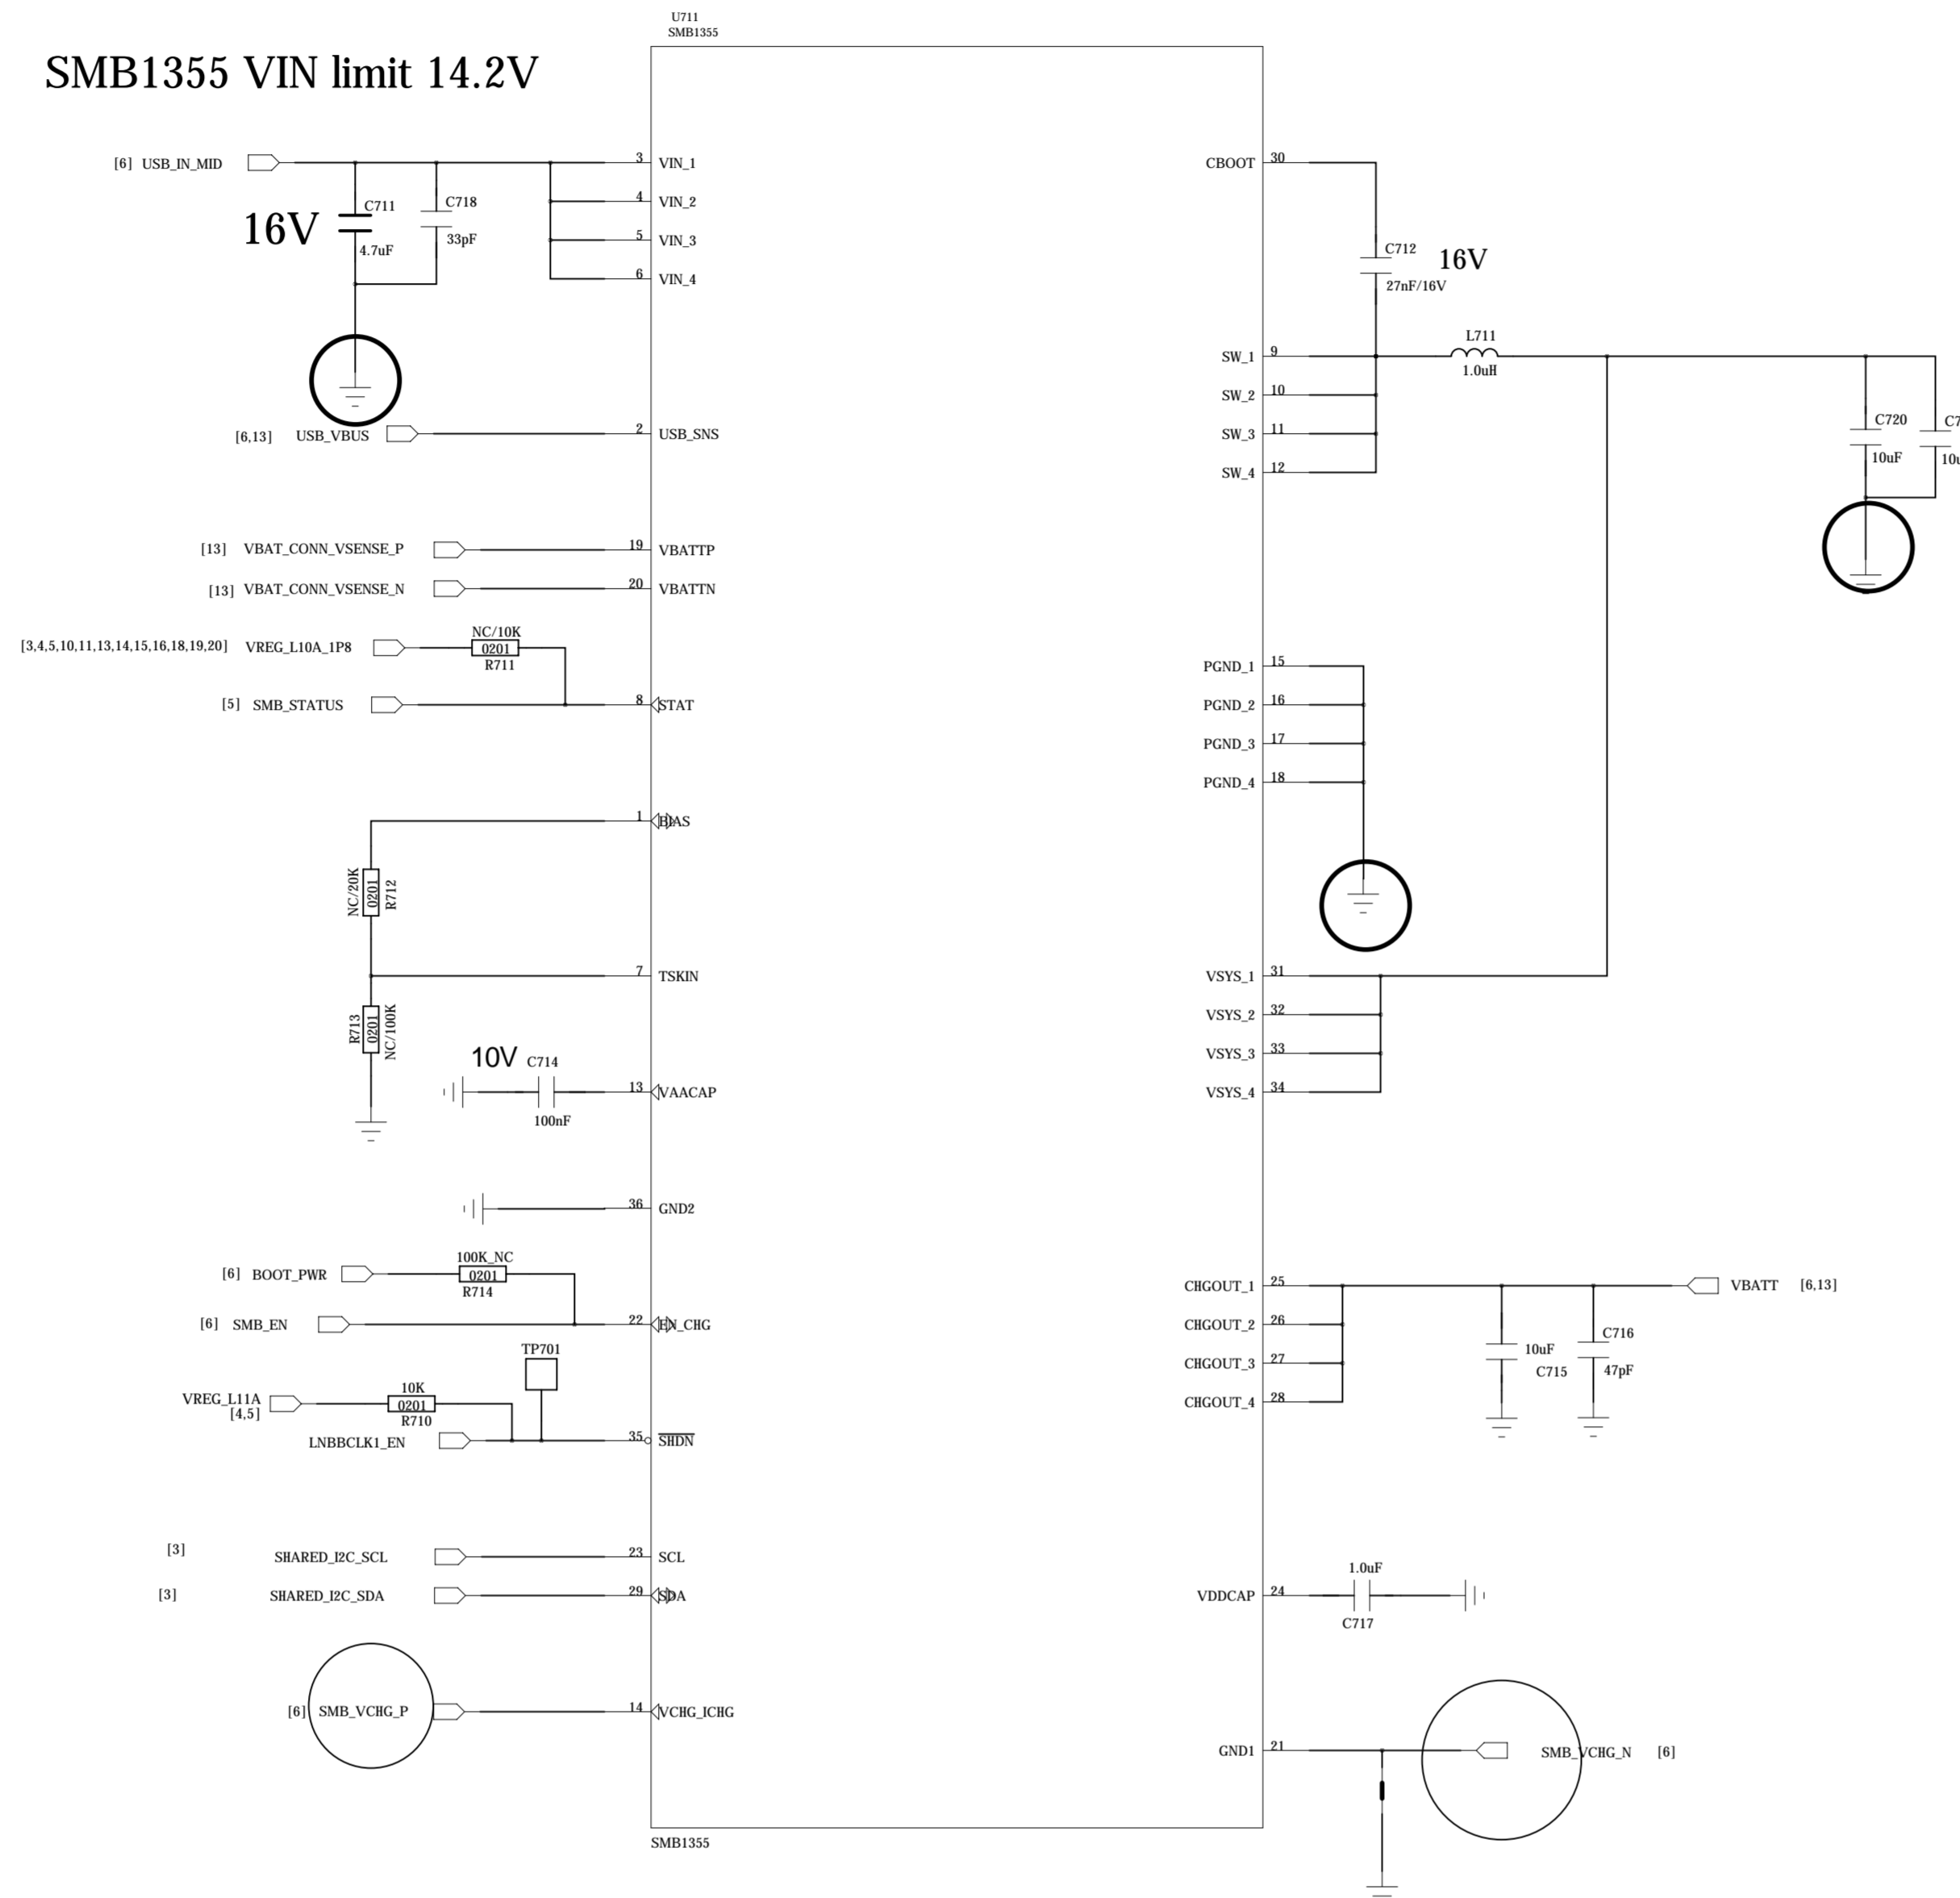 U711
SMB1355
SMB1355 VIN limit 14.2V
[6] USB_IN_MID
3 VIN_1
4 VIN_2
5 VIN_3
6 VIN_4
16V
C711
4.7uF
C718
33pF
[6,13] USB_VBUS
2 USB_SNS
[13] VBAT_CONN_VSENSE_P
19 VBATTP
[13] VBAT_CONN_VSENSE_N
20 VBATTN
[3,4,5,10,11,13,14,15,16,18,19,20] VREG_L10A_1P8
NC/10K
0201
R711
[5] SMB_STATUS
8 STAT
1 BIAS
NC/20K
0201
R712
7 TSKIN
R713
0201
NC/100K
10V C714
100nF
13 VAACAP
36 GND2
[6] BOOT_PWR
100K_NC
0201
R714
[6] SMB_EN
22 EN_CHG
TP701
VREG_L11A
[4,5]
10K
0201
R710
LNBBCLK1_EN
35 SHDN
[3] SHARED_I2C_SCL
23 SCL
[3] SHARED_I2C_SDA
29 SDA
[6] SMB_VCHG_P
14 VCHG_ICHG
SMB1355
CBOOT 30
C712 16V
27nF/16V
SW_1 9
SW_2 10
SW_3 11
SW_4 12
L711
1.0uH
C720
10uF
PGND_1 15
PGND_2 16
PGND_3 17
PGND_4 18
VSYS_1 31
VSYS_2 32
VSYS_3 33
VSYS_4 34
CHGOUT_1 25
CHGOUT_2 26
CHGOUT_3 27
CHGOUT_4 28
VBATT [6,13]
10uF
C715
C716
47pF
VDDCAP 24
1.0uF
C717
GND1 21
SMB_VCHG_N [6]